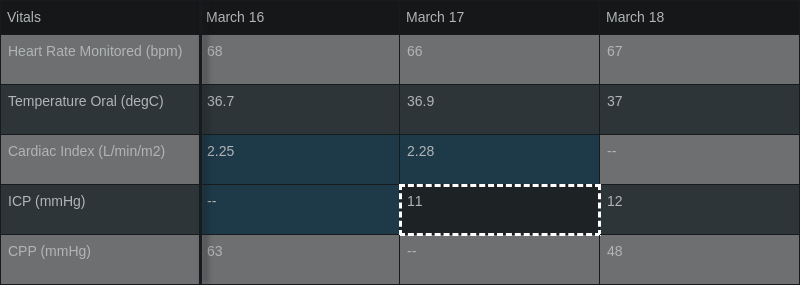 Vitals March 16 March 17 March 18
Heart Rate Monitored (bpm) 68 66 67
Temperature Oral (degC) 36.7 36.9 37
Cardiac Index (L/min/m2) 2.25 2.28 --
ICP (mmHg) -- 11 12
CPP (mmHg) 63 -- 48